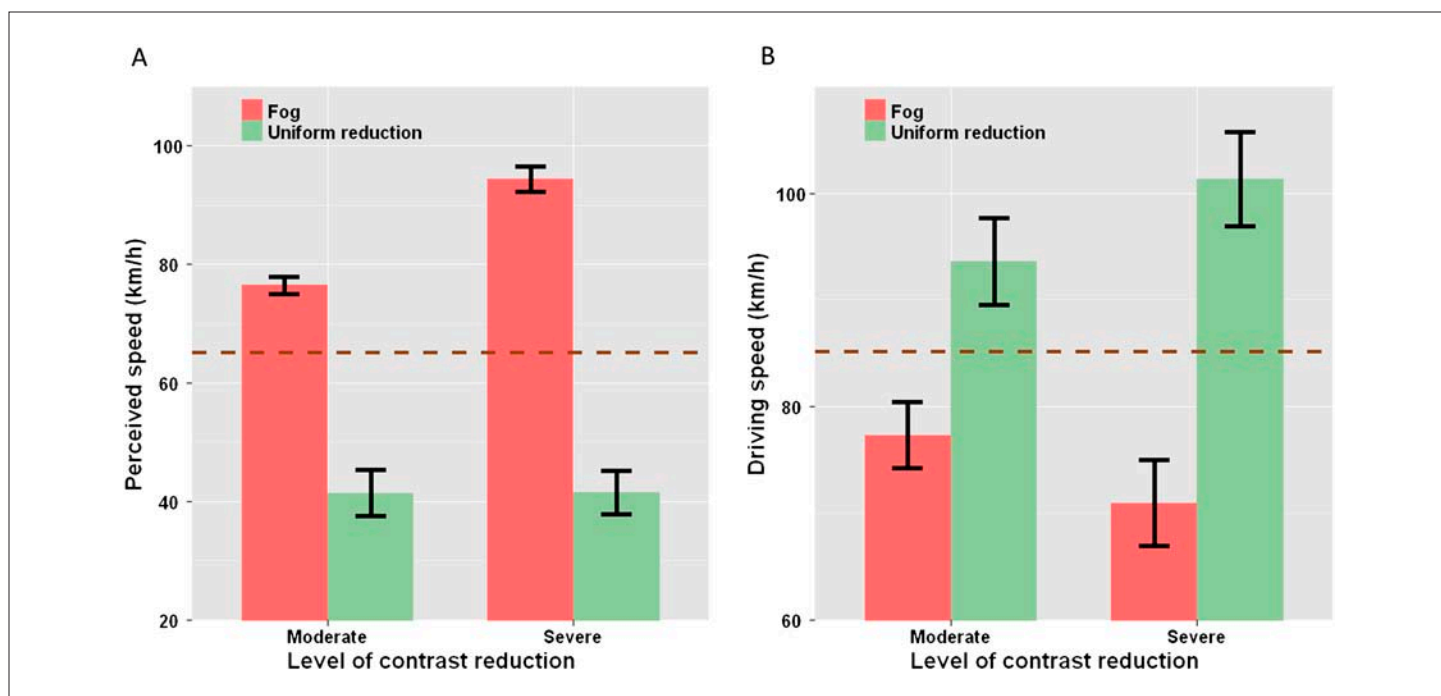 A
Fog
Uniform reduction
100
80
60
40
20
Perceived speed (km/h)
Moderate
Severe
Level of contrast reduction
B
Fog
Uniform reduction
100
80
60
Driving speed (km/h)
Moderate
Severe
Level of contrast reduction